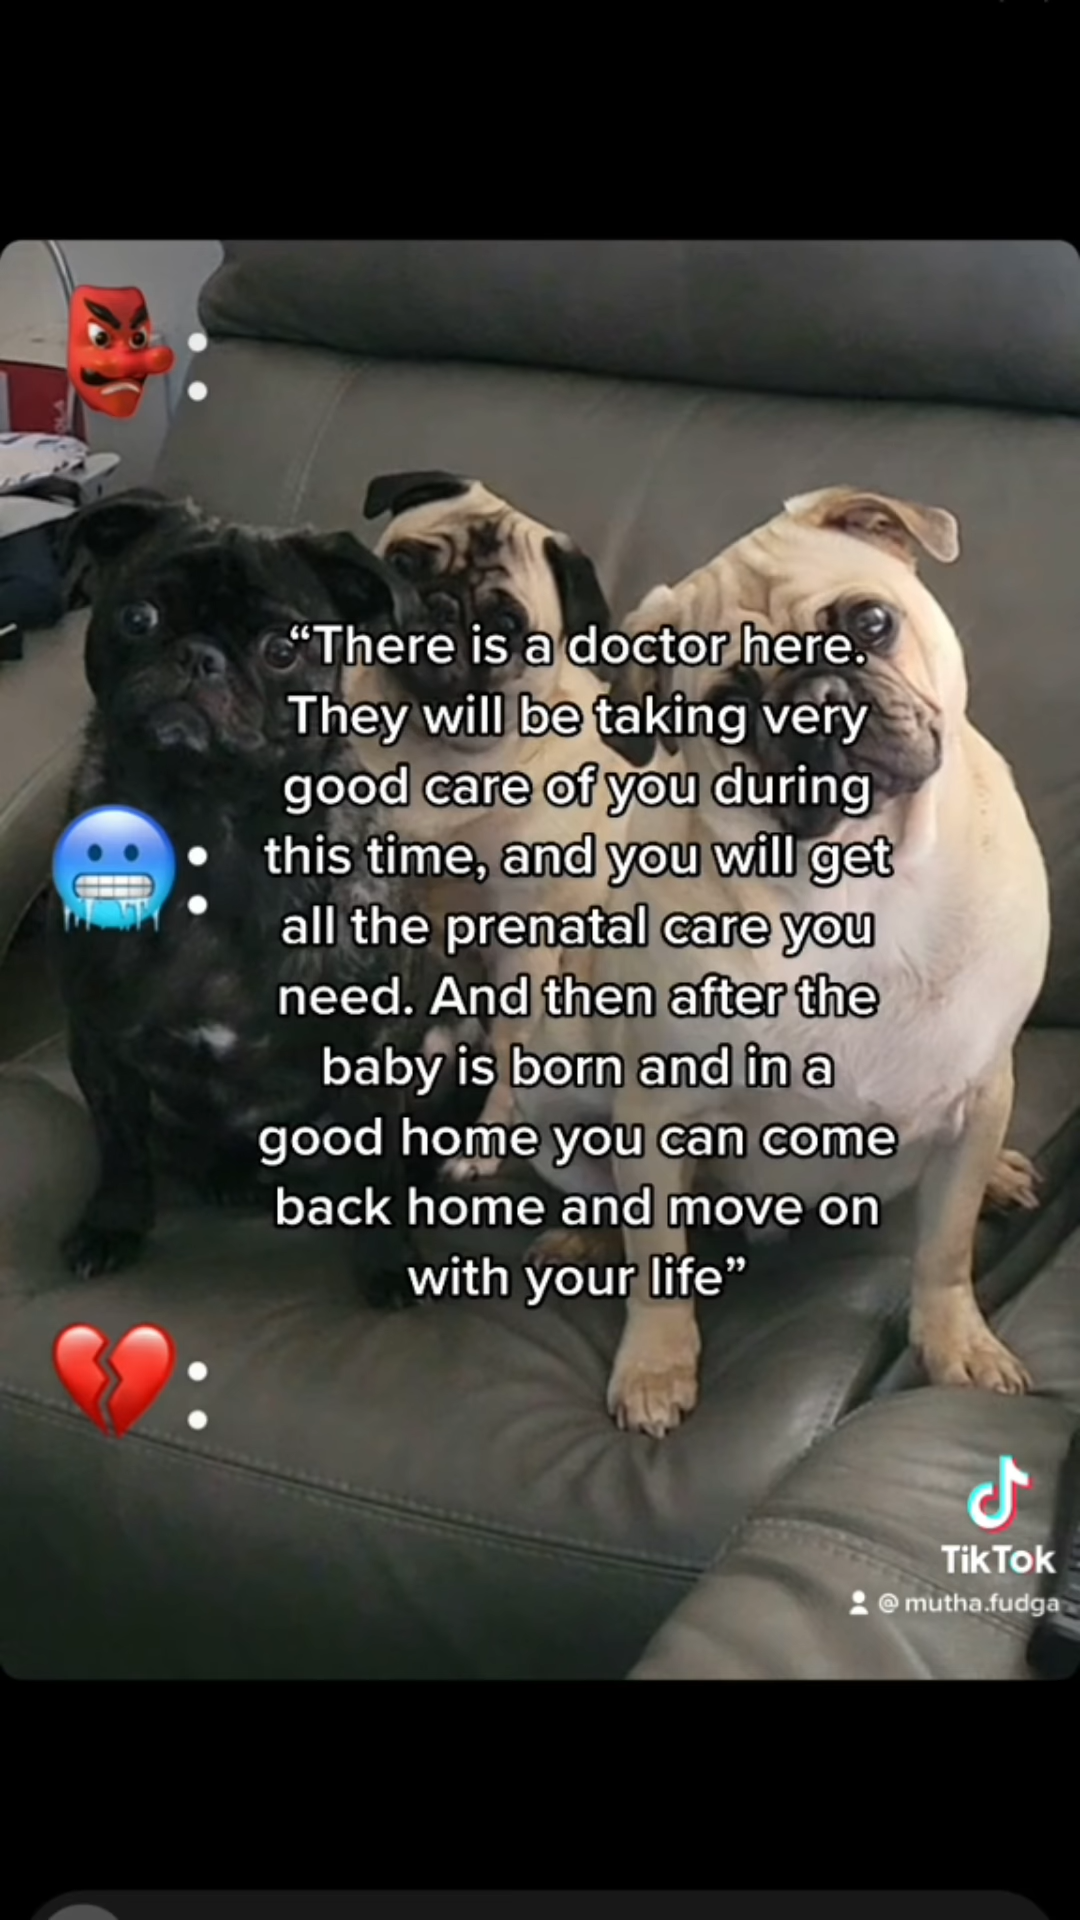 “There is a doctor here.
They will be taking very
good care of you during
this time, and you will get
all the prenatal care you
need. And then after the
baby is born and in a
good home you can come
back home and move on
with your life”
TikTok
@mutha.fudga